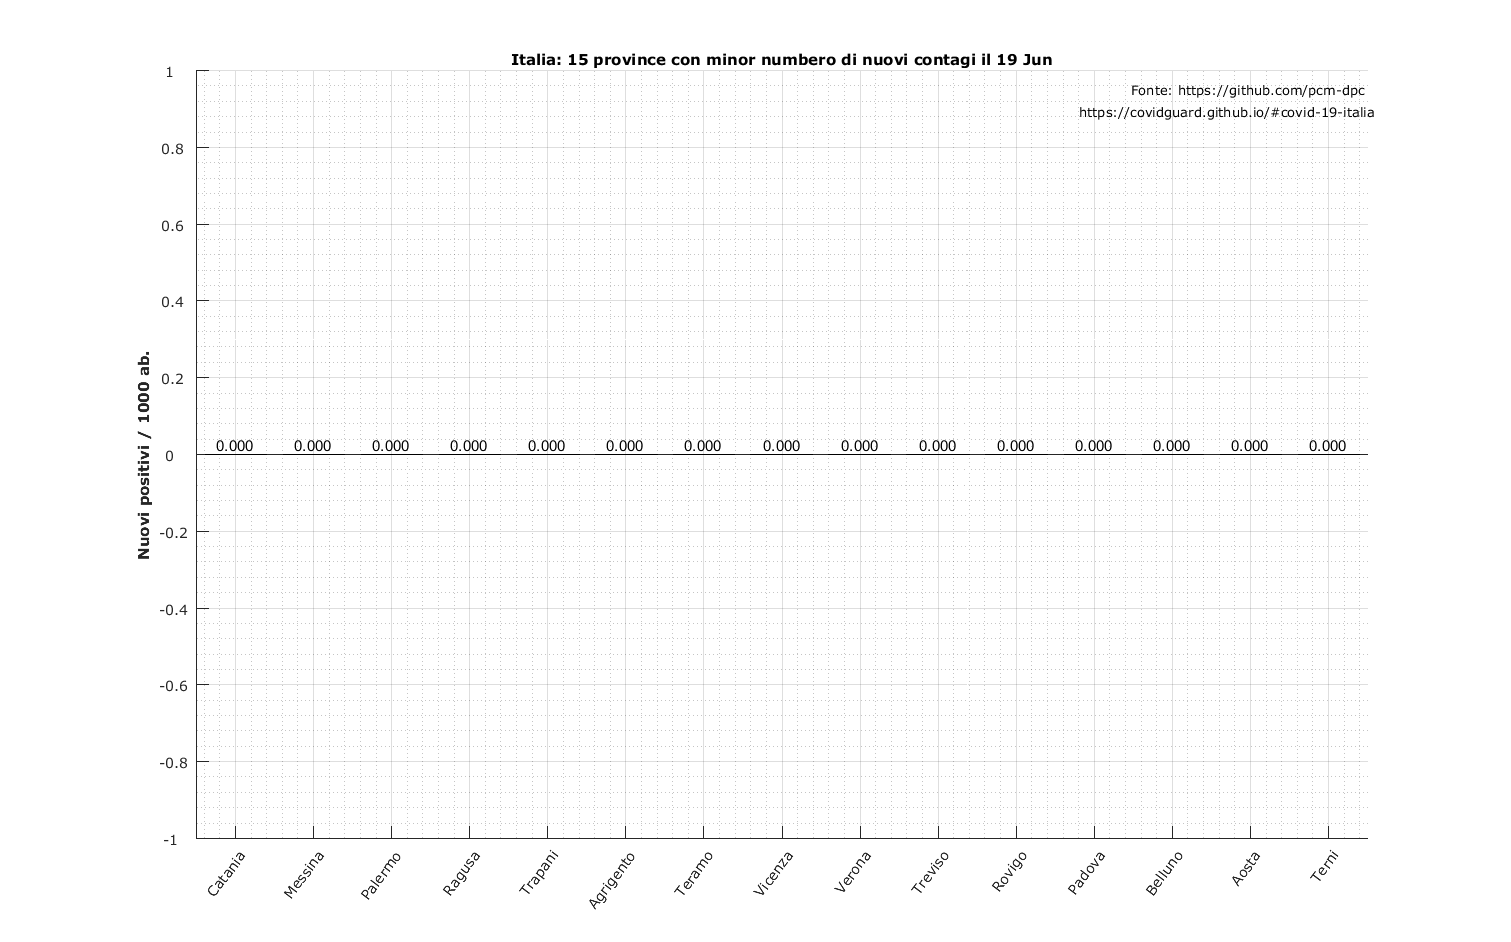 Italia: 15 province con minor numbero di nuovi contagi il 19 Jun
Fonte: https://github.com/pcm-dpc
https://covidguard.github.io/#covid-19-italia
Nuovi positivi / 1000 ab.
1
0.8
0.6
0.4
0.2
0
-0.2
-0.4
-0.6
-0.8
-1
0.000 0.000 0.000 0.000 0.000 0.000 0.000 0.000 0.000 0.000 0.000 0.000 0.000 0.000 0.000
Catania Messina Palermo Ragusa Trapani Agrigento Teramo Vicenza Verona Treviso Rovigo Padova Belluno Aosta Terni